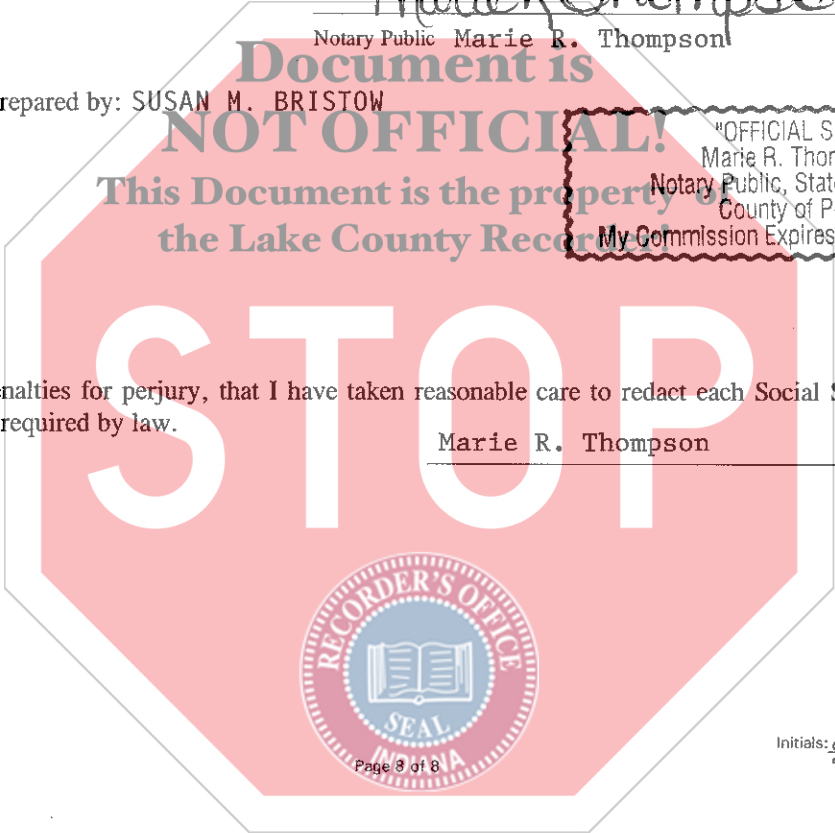 Notary Public Marie R. Thompson
Document is
repared by: SUSAN M. BRISTOW
NOT OFFICIAL!
"OFFICIAL S
Marie R. Thom
This Document is the property of
Notary Public, State
County of P
the Lake County Recorder!
My Commission Expires
STOP
enalties for perjury, that I have taken reasonable care to redact each Social S
required by law.
Marie R. Thompson
RECORDER'S OFFICE
SEAL
INDIANA
Page 8 of 8
Initials: